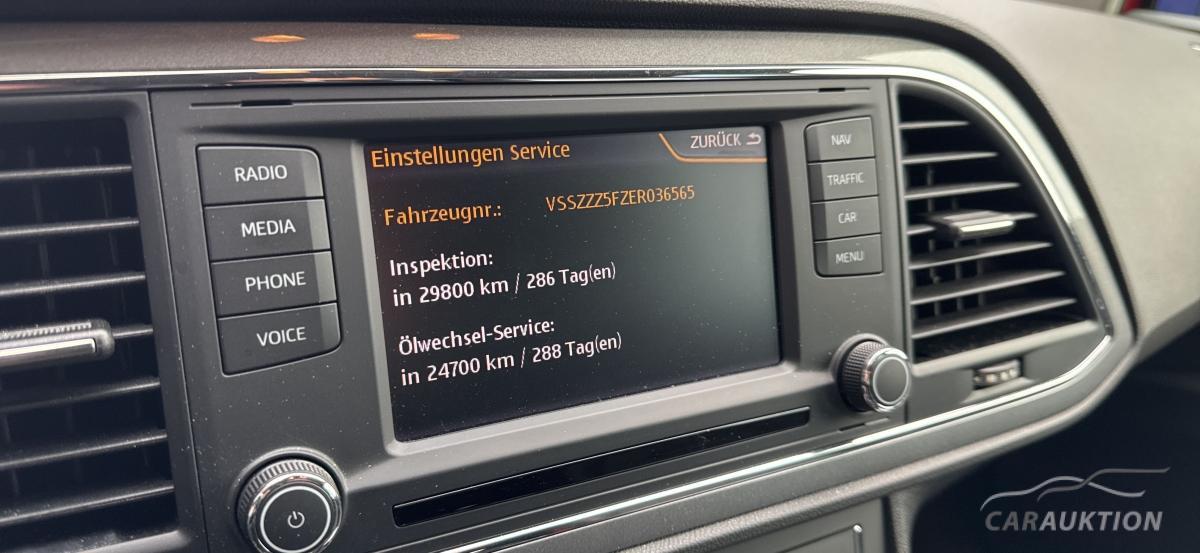 Einstellungen Service
ZURÜCK
Fahrzeugnr.: VSSZZZ5FZER036565
Inspektion:
in 29800 km / 286 Tag(en)
Ölwechsel-Service:
in 24700 km / 288 Tag(en)
RADIO
MEDIA
PHONE
VOICE
NAV
TRAFFIC
CAR
MENU
CARAUKTION